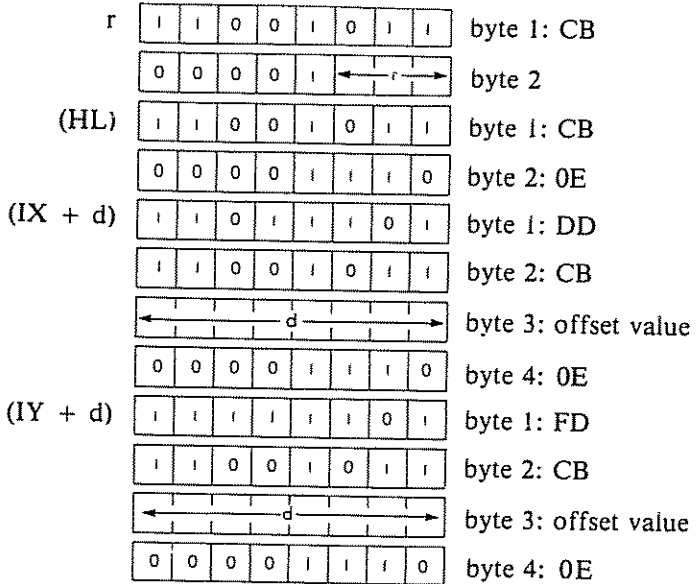 r 1 1 0 0 1 0 1 1 byte 1: CB
0 0 0 0 1 r byte 2
(HL) 1 1 0 0 1 0 1 1 byte 1: CB
0 0 0 0 1 1 1 0 byte 2: 0E
(IX + d) 1 1 0 1 1 1 0 1 byte 1: DD
1 1 0 0 1 0 1 1 byte 2: CB
d byte 3: offset value
0 0 0 0 1 1 1 0 byte 4: 0E
(IY + d) 1 1 1 1 1 1 0 1 byte 1: FD
1 1 0 0 1 0 1 1 byte 2: CB
d byte 3: offset value
0 0 0 0 1 1 1 0 byte 4: 0E